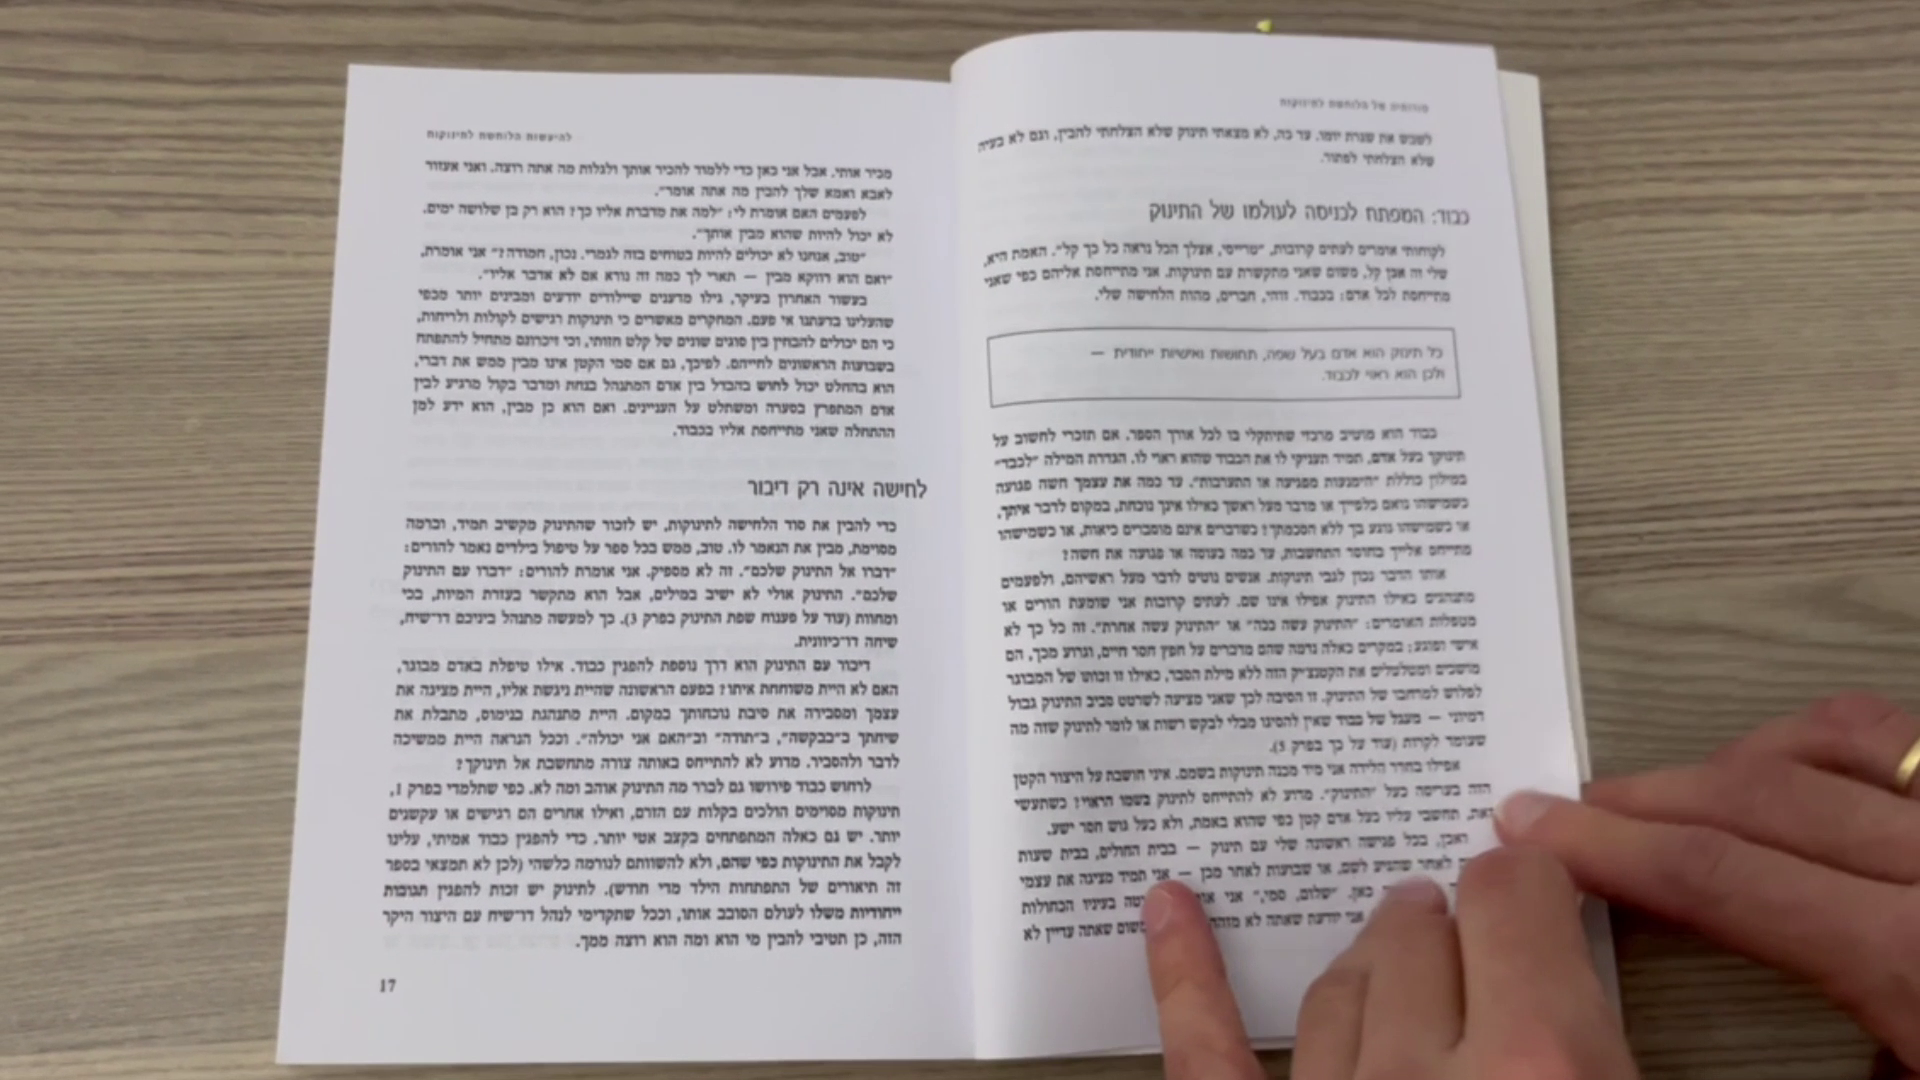 סודותיה של הלוחשת לתינוקות
לשבש את שגרת יומו. עד כה, לא מצאתי תינוק שלא הצלחתי להבין, וגם לא בעיה
שלא הצלחתי לפתור.
כבוד: המפתח לכניסה לעולמו של התינוק
לקוחותי אומרים לעתים קרובות, "טרייסי, אצלך הכל נראה כל כך קל". האמת היא,
שלי זה אכן קל, משום שאני מתקשרת עם תינוקות. אני מתייחסת אליהם כפי שאני
מתייחסת לכל אדם: בכבוד. זוהי, חברים, מהות הלחישה שלי.
כל תינוק הוא אדם בעל שפה, תחושות ואישיות ייחודית —
ולכן הוא ראוי לכבוד.
כבוד הוא מוטיב מרכזי שתיתקלי בו לכל אורך הספר. אם תזכרי לחשוב על
תינוקך כעל אדם, תמיד תעניקי לו את הכבוד שהוא ראוי לו. הגדרת המילה "לכבד"
במילון כוללת "הימנעות מפגיעה או התערבות". עד כמה את עצמך חשה פגועה
כשמישהו נואם כלפייך או מדבר מעל ראשך כאילו אינך נוכחת, במקום לדבר איתך,
או כשמישהו נוגע בך ללא הסכמתך? כשדברים אינם מוסברים כיאות, או כשמישהו
מתייחס אלייך בחוסר התחשבות, עד כמה כעוסה או פגועה את חשה?
אותו הדבר נכון לגבי תינוקות. אנשים נוטים לדבר מעל ראשיהם, ולפעמים
מתנהגים כאילו התינוק אפילו אינו שם. לעתים קרובות אני שומעת הורים או
מטפלות האומרים: "התינוק עשה ככה" או "התינוק עשה אחרת". זה כל כך לא
אישי ופוגע; במקרים כאלה נדמה שהם מדברים על חפץ חסר חיים, וגרוע מכך, הם
מושכים ומטלטלים את הקטנצ'יק הזה ללא מילת הסבר, כאילו זו זכותו של המבוגר
לפלוש למרחבו של התינוק. זו הסיבה לכך שאני מציעה לשרטט סביב התינוק גבול
דמיוני — מעגל של כבוד שאין להסיגו מבלי לבקש רשות או לומר לתינוק שזה מה
שעומד לקרות (עוד על כך בפרק 5).
אפילו בחדר הלידה אני מיד מכנה תינוקות בשמם. איני חושבת על היצור הקטן
הזה בעריסה כעל "התינוק". מדוע לא להתייחס לתינוק בשמו הראוי? כשתעשי
זאת, תחשבי עליו כעל אדם קטן כפי שהוא באמת, ולא כעל גוש חסר ישע.
ואכן, בכל פגישה ראשונה שלי עם תינוק — בבית החולים, בבית שעות
לאחר שהגיע לשם, או שבועות לאחר מכן — אני תמיד מציגה את עצמי
כאן. "שלום, סמי," אני בעיניו הכחולות
אני יודעת שאתה לא משום שאתה עדיין לא
להיעשות הלוחשת לתינוקות
מכיר אותי. אבל אני כאן כדי ללמוד להכיר אותך ולגלות מה אתה רוצה. ואני אעזור
לאבא ואמא שלך להבין מה אתה אומר".
לפעמים האם אומרת לי: "למה את מדברת אליו כך? הוא רק בן שלושה ימים.
לא יכול להיות שהוא מבין אותך".
"טוב, אנחנו לא יכולים להיות בטוחים בזה לגמרי. נכון, חמודה?" אני אומרת,
"ואם הוא דווקא מבין — תארי לך כמה זה נורא אם לא אדבר אליו".
בעשור האחרון בעיקר, גילו מדענים שיילודים יודעים ומבינים יותר מכפי
שהעלינו בדעתנו אי פעם. המחקרים מאשרים כי תינוקות רגישים לקולות ולריחות,
כי הם יכולים להבחין בין סוגים שונים של קלט חזותי, וכי זיכרונם מתחיל להתפתח
בשבועות הראשונים לחייהם. לפיכך, גם אם סמי הקטן אינו מבין ממש את דברי,
הוא בהחלט יכול לחוש בהבדל בין אדם המתנהל בנחת ומדבר בקול מרגיע לבין
אדם המתפרץ בסערה ומשתלט על העניינים. ואם הוא כן מבין, הוא ידע למן
ההתחלה שאני מתייחסת אליו בכבוד.
לחישה אינה רק דיבור
כדי להבין את סוד הלחישה לתינוקות, יש לזכור שהתינוק מקשיב תמיד, וברמה
מסוימת, מבין את הנאמר לו. טוב, ממש בכל ספר על טיפול בילדים נאמר להורים:
"דברו אל התינוק שלכם". זה לא מספיק. אני אומרת להורים: "דברו עם התינוק
שלכם". התינוק אולי לא ישיב במילים, אבל הוא מתקשר בעזרת המיות, בכי
ומחוות (עוד על פענוח שפת התינוק בפרק 3). כך למעשה מתנהל ביניכם דו־שיח,
שיחה דו־כיוונית.
דיבור עם התינוק הוא דרך נוספת להפגין כבוד. אילו טיפלת באדם מבוגר,
האם לא היית משוחחת איתו? בפעם הראשונה שהיית ניגשת אליו, היית מציגה את
עצמך ומסבירה את סיבת נוכחותך במקום. היית מתנהגת בנימוס, מתבלת את
שיחתך ב"בבקשה", ב"תודה" וב"האם אני יכולה". וככל הנראה היית ממשיכה
לדבר ולהסביר. מדוע לא להתייחס באותה צורה מתחשבת אל תינוקך?
לרחוש כבוד פירושו גם לברר מה התינוק אוהב ומה לא. כפי שתלמדי בפרק 1,
תינוקות מסוימים הולכים בקלות עם הזרם, ואילו אחרים הם רגישים או עקשנים
יותר. יש גם כאלה המתפתחים בקצב אטי יותר. כדי להפגין כבוד אמיתי, עלינו
לקבל את התינוקות כפי שהם, ולא להשוותם לנורמה כלשהי (לכן לא תמצאי בספר
זה תיאורים של התפתחות הילד מדי חודש). לתינוק יש זכות להפגין תגובות
ייחודיות משלו לעולם הסובב אותו, וככל שתקדימי לנהל דו־שיח עם היצור היקר
הזה, כן תטיבי להבין מי הוא ומה הוא רוצה ממך.
17